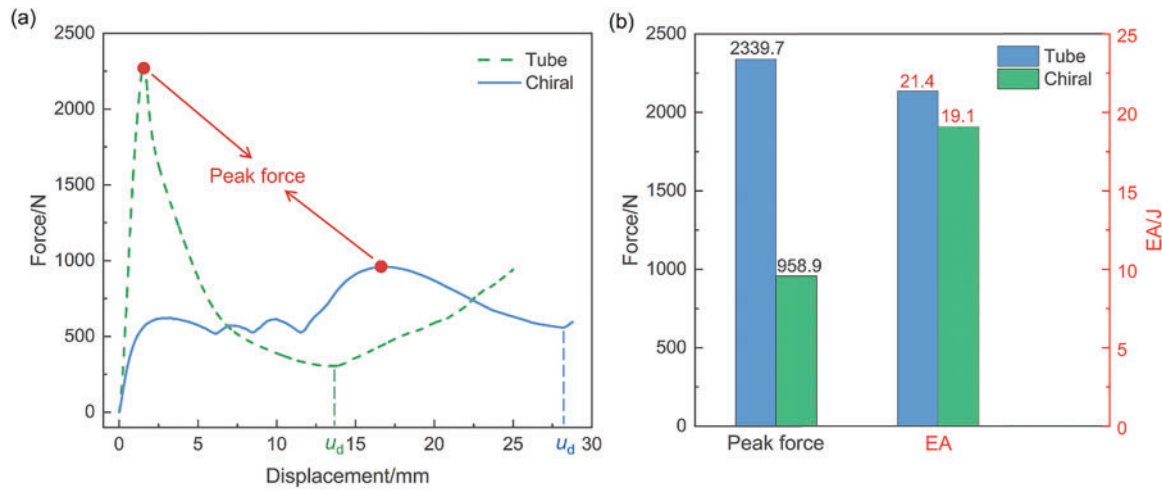 (a)
2500
2000
1500
1000
500
0
Force/N
Tube
Chiral
Peak force
0
5
10
15
20
25
30
u_d
u_d
Displacement/mm
(b)
2500
2000
1500
1000
500
0
Force/N
2339.7
958.9
21.4
19.1
Tube
Chiral
Peak force
EA
25
20
15
10
5
0
EA/J